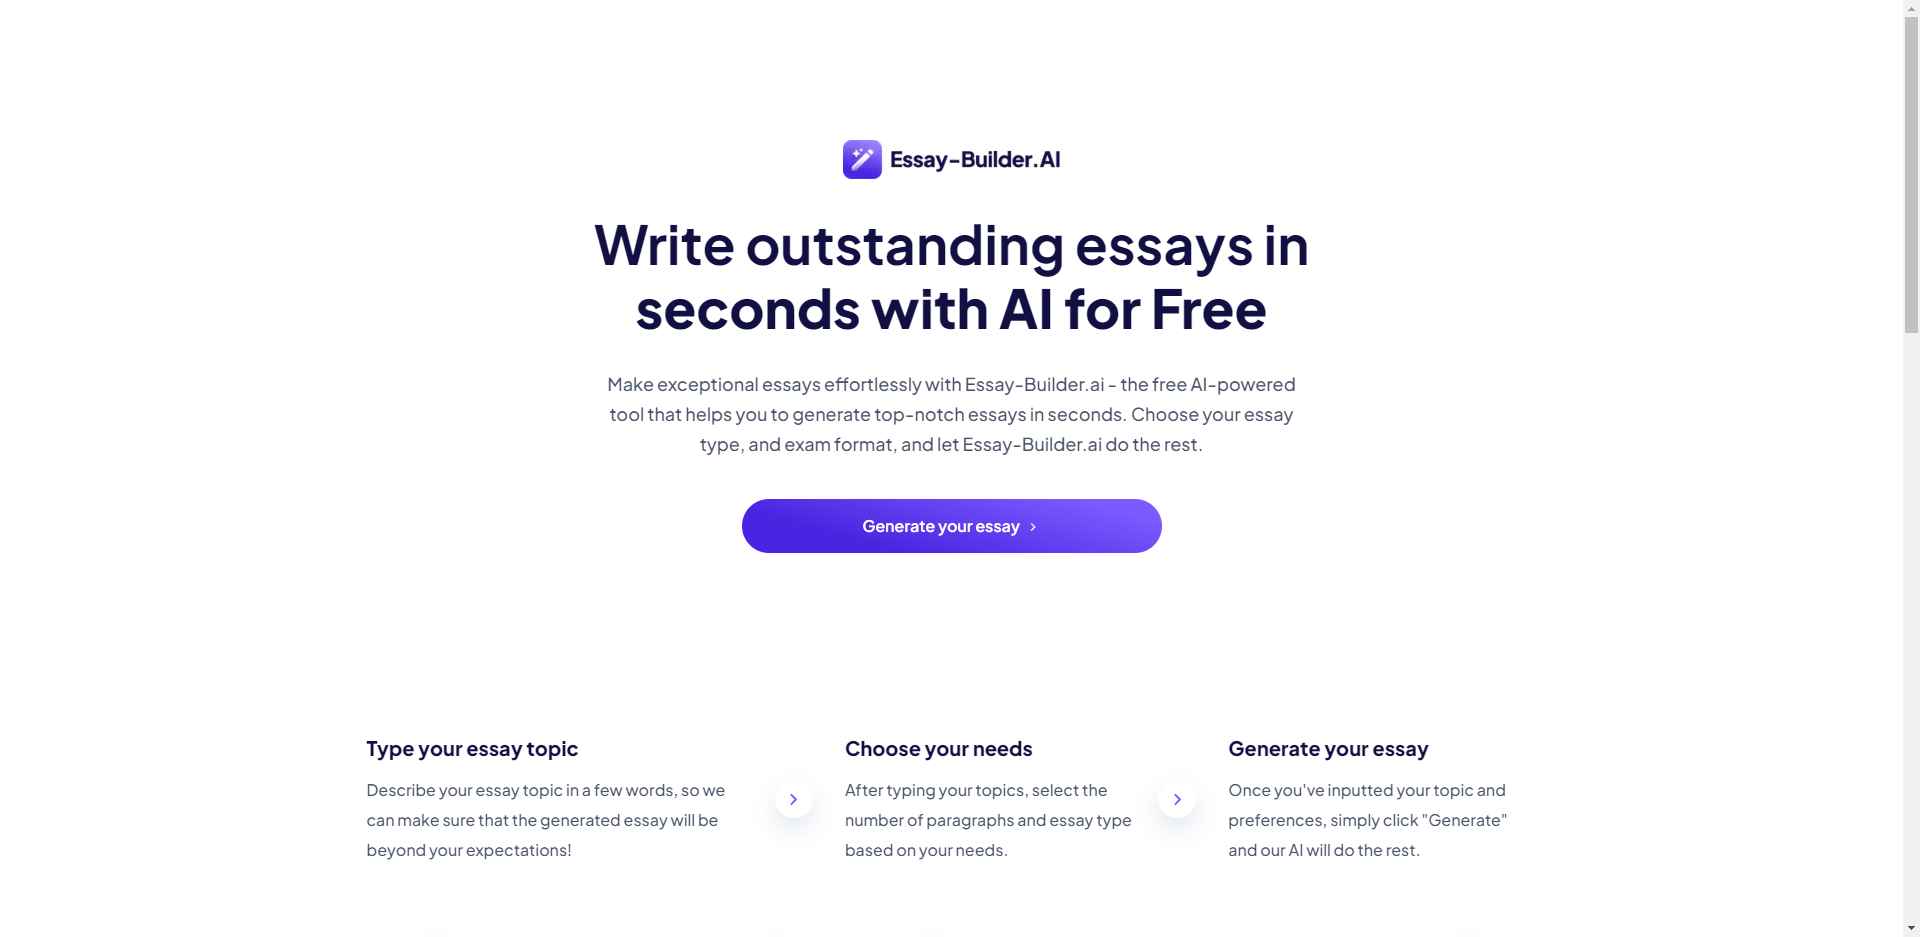 Essay-Builder.AI
Write outstanding essays in
seconds with AI for Free
Make exceptional essays effortlessly with Essay-Builder.ai - the free AI-powered
tool that helps you to generate top-notch essays in seconds. Choose your essay
type, and exam format, and let Essay-Builder.ai do the rest.
Generate your essay
Type your essay topic
Describe your essay topic in a few words, so we
can make sure that the generated essay will be
beyond your expectations!
Choose your needs
After typing your topics, select the
number of paragraphs and essay type
based on your needs.
Generate your essay
Once you've inputted your topic and
preferences, simply click "Generate"
and our AI will do the rest.